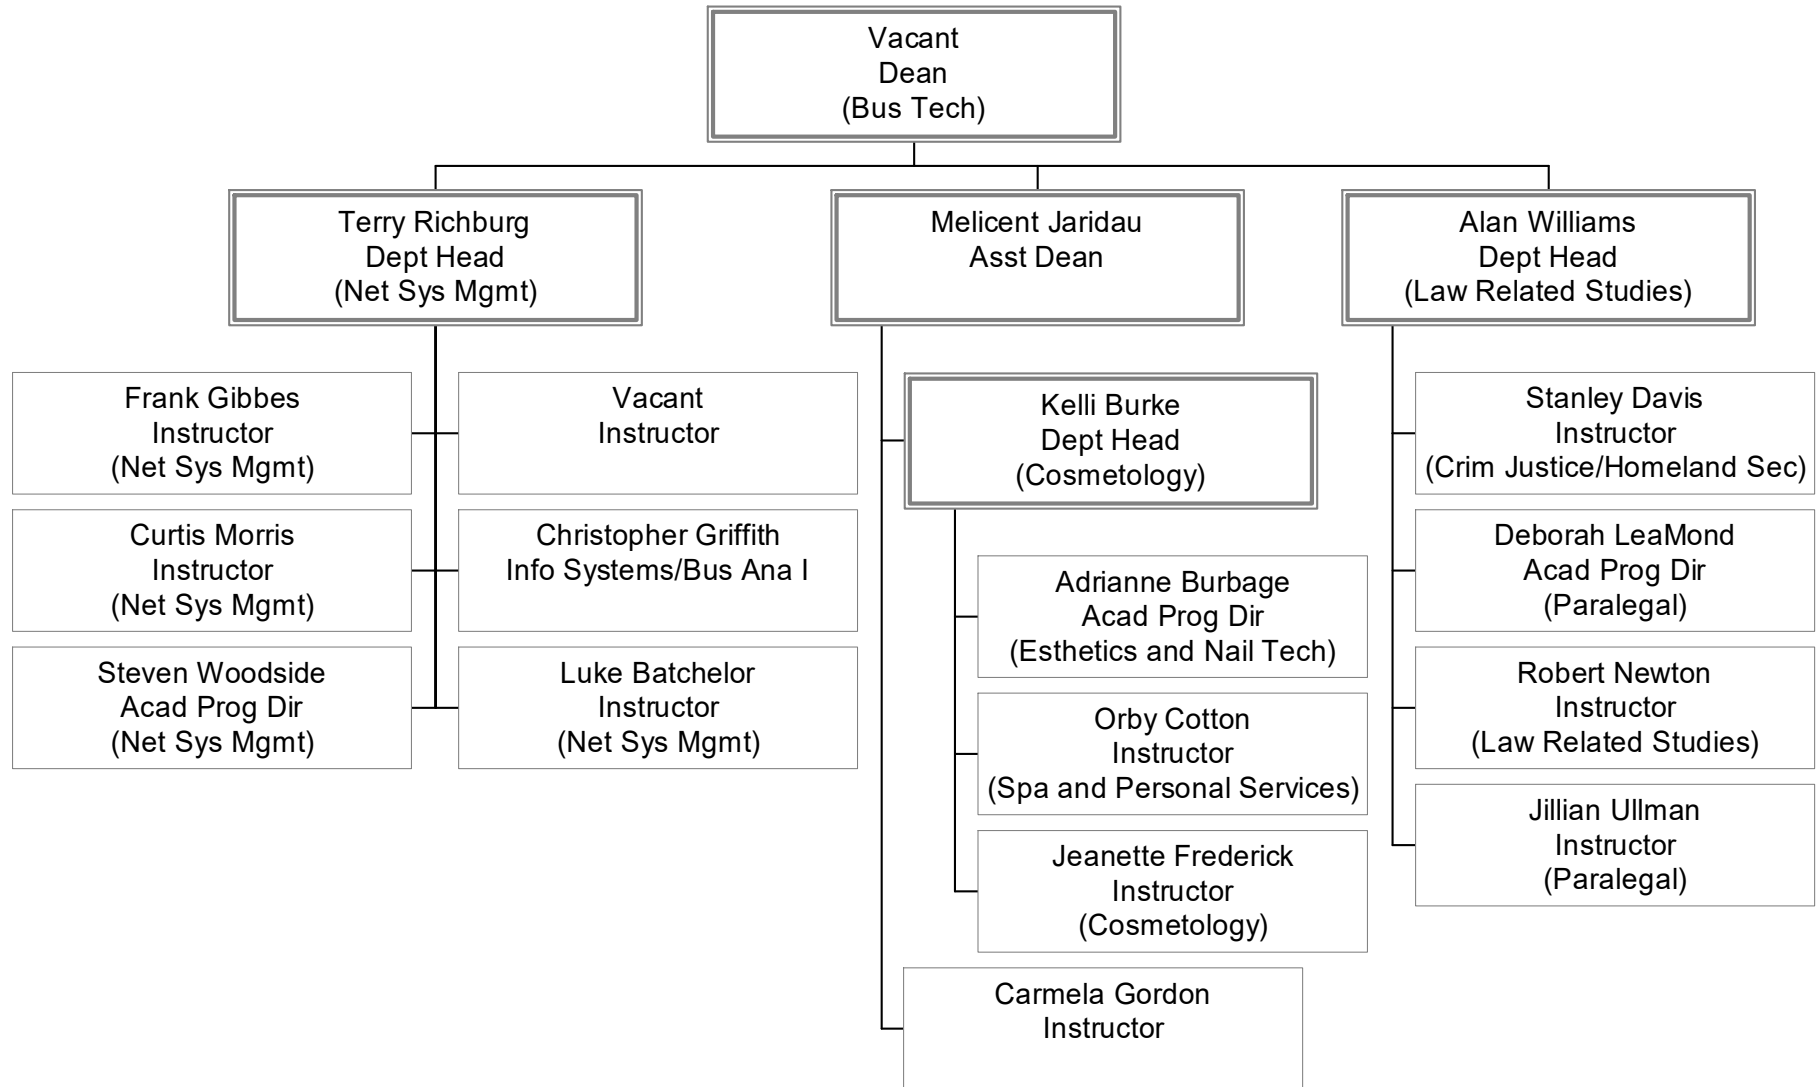 Vacant
Dean
(Bus Tech)
Terry Richburg
Dept Head
(Net Sys Mgmt)
Melicent Jaridau
Asst Dean
Alan Williams
Dept Head
(Law Related Studies)
Frank Gibbes
Instructor
(Net Sys Mgmt)
Vacant
Instructor
Curtis Morris
Instructor
(Net Sys Mgmt)
Christopher Griffith
Info Systems/Bus Ana I
Steven Woodside
Acad Prog Dir
(Net Sys Mgmt)
Luke Batchelor
Instructor
(Net Sys Mgmt)
Kelli Burke
Dept Head
(Cosmetology)
Adrianne Burbage
Acad Prog Dir
(Esthetics and Nail Tech)
Orby Cotton
Instructor
(Spa and Personal Services)
Jeanette Frederick
Instructor
(Cosmetology)
Carmela Gordon
Instructor
Stanley Davis
Instructor
(Crim Justice/Homeland Sec)
Deborah LeaMond
Acad Prog Dir
(Paralegal)
Robert Newton
Instructor
(Law Related Studies)
Jillian Ullman
Instructor
(Paralegal)